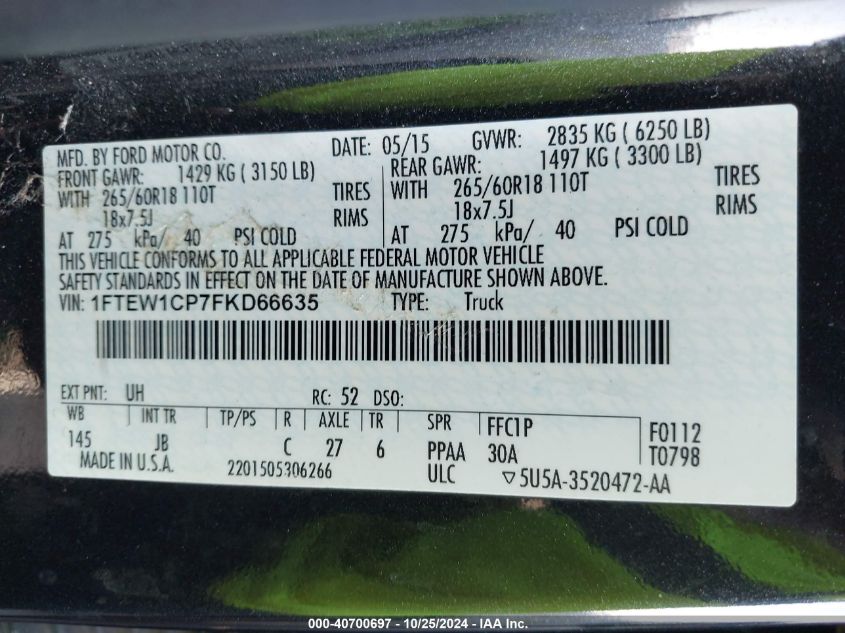 MFD. BY FORD MOTOR CO. DATE: 05/15 GVWR: 2835 KG ( 6250 LB)
FRONT GAWR: 1429 KG ( 3150 LB) REAR GAWR: 1497 KG ( 3300 LB)
WITH 265/60R18 110T TIRES WITH 265/60R18 110T TIRES
18x7.5J RIMS 18x7.5J RIMS
AT 275 kPa/ 40 PSI COLD AT 275 kPa/ 40 PSI COLD
THIS VEHICLE CONFORMS TO ALL APPLICABLE FEDERAL MOTOR VEHICLE
SAFETY STANDARDS IN EFFECT ON THE DATE OF MANUFACTURE SHOWN ABOVE.
VIN: 1FTEW1CP7FKD66635 TYPE: Truck
EXT PNT: UH RC: 52 DSO:
WB INT TR TP/PS R AXLE TR SPR FFC1P F0112
145 JB C 27 6 PPAA 30A T0798
MADE IN U.S.A. 2201505306266 ULC ▽5U5A-3520472-AA
000-40700697 - 10/25/2024 - IAA Inc.